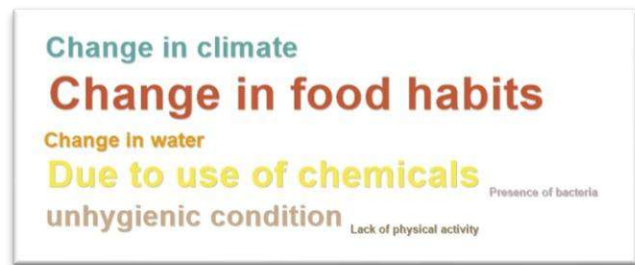 Change in climate
Change in food habits
Change in water
Due to use of chemicals
Presence of bacteria
unhygienic condition
Lack of physical activity